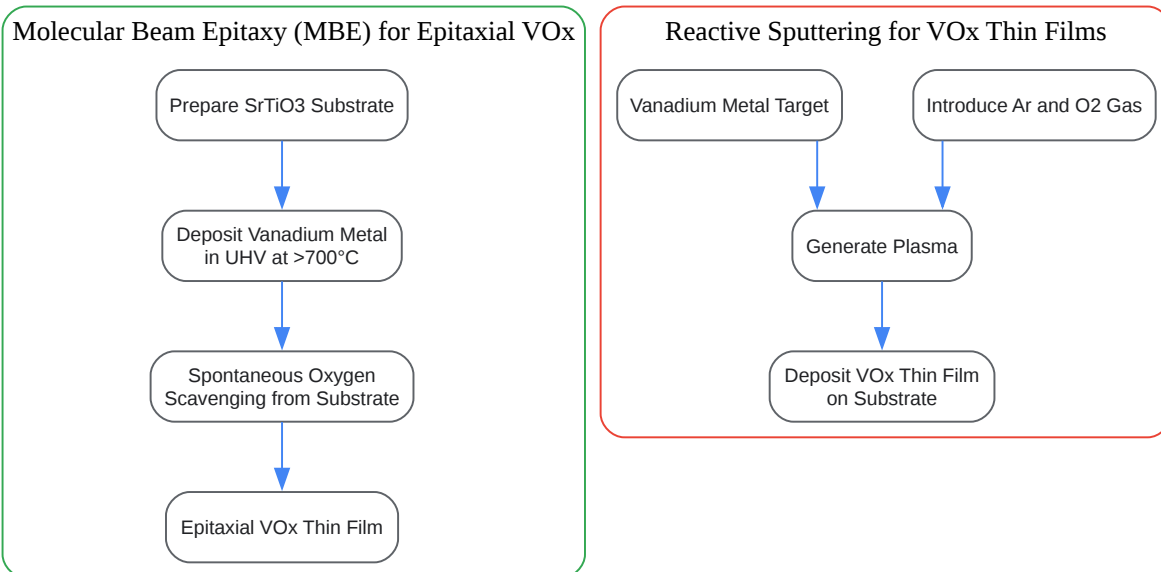 Molecular Beam Epitaxy (MBE) for Epitaxial VOx
Prepare SrTiO3 Substrate
Deposit Vanadium Metal
in UHV at >700°C
Spontaneous Oxygen
Scavenging from Substrate
Epitaxial VOx Thin Film
Reactive Sputtering for VOx Thin Films
Vanadium Metal Target
Introduce Ar and O2 Gas
Generate Plasma
Deposit VOx Thin Film
on Substrate